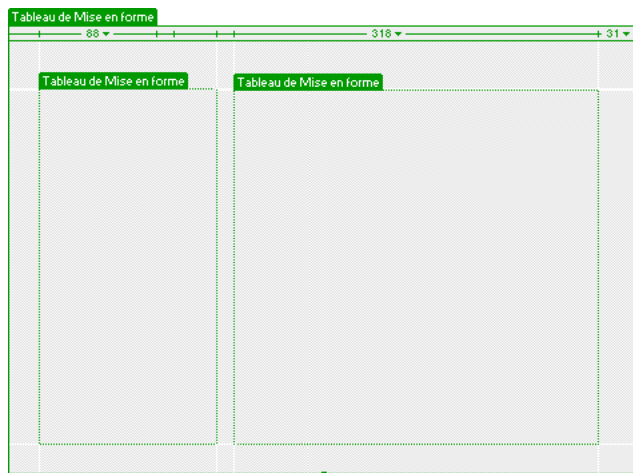 Tableau de Mise en forme
88 318 31
Tableau de Mise en forme Tableau de Mise en forme